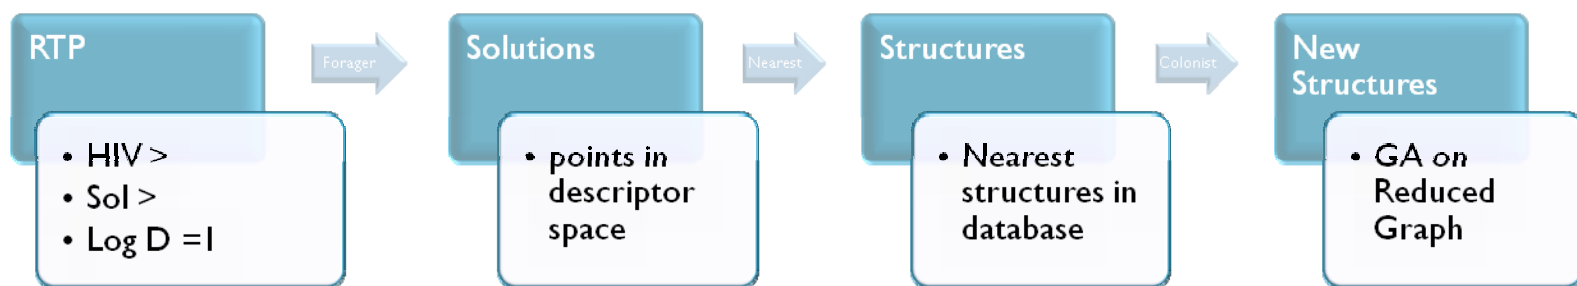 RTP
• HIV >
• Sol >
• Log D =1
Forager
Solutions
• points in
descriptor
space
Nearest
Structures
• Nearest
structures in
database
Colonist
New
Structures
• GA on
Reduced
Graph